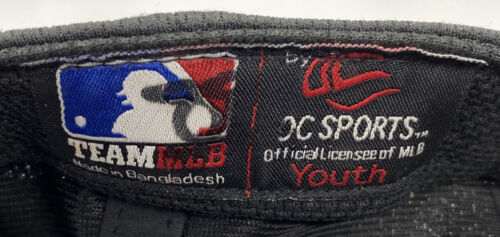 TEAM MLB
Made in Bangladesh
by
OC SPORTS...
Official Licensee of MLB
Youth